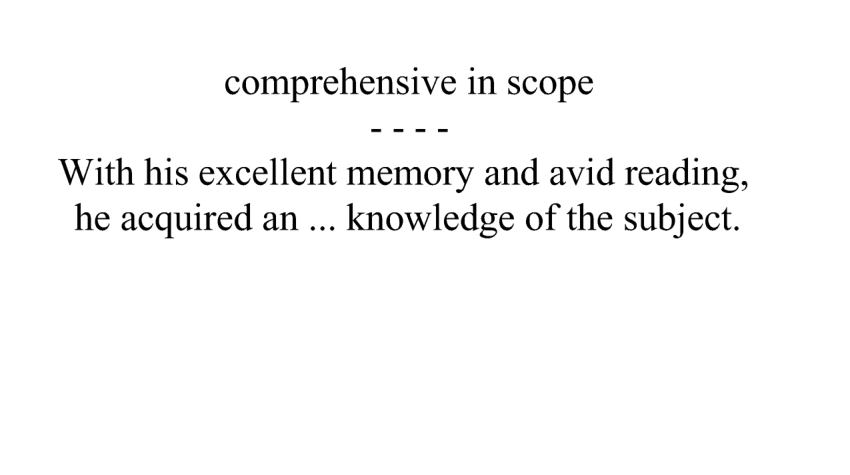 comprehensive in scope
- - - -
With his excellent memory and avid reading,
he acquired an ... knowledge of the subject.